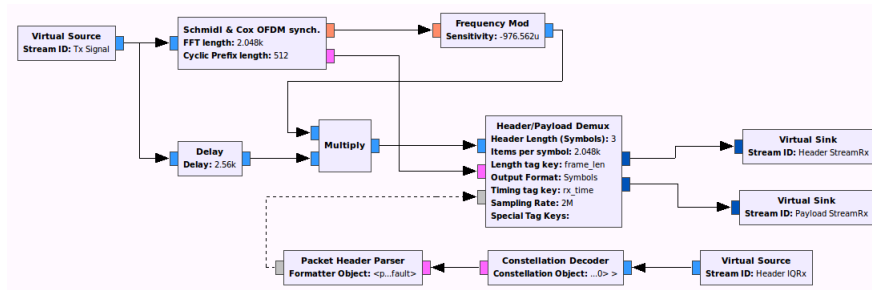 Virtual Source
Stream ID: Tx Signal
Schmidl & Cox OFDM synch.
FFT length: 2.048k
Cyclic Prefix length: 512
Frequency Mod
Sensitivity: -976.562u
Delay
Delay: 2.56k
Multiply
Header/Payload Demux
Header Length (Symbols): 3
Items per symbol: 2.048k
Length tag key: frame_len
Output Format: Symbols
Timing tag key: rx_time
Sampling Rate: 2M
Special Tag Keys:
Virtual Sink
Stream ID: Header StreamRx
Virtual Sink
Stream ID: Payload StreamRx
Packet Header Parser
Formatter Object: <p...fault>
Constellation Decoder
Constellation Object: ...0> >
Virtual Source
Stream ID: Header IQRx